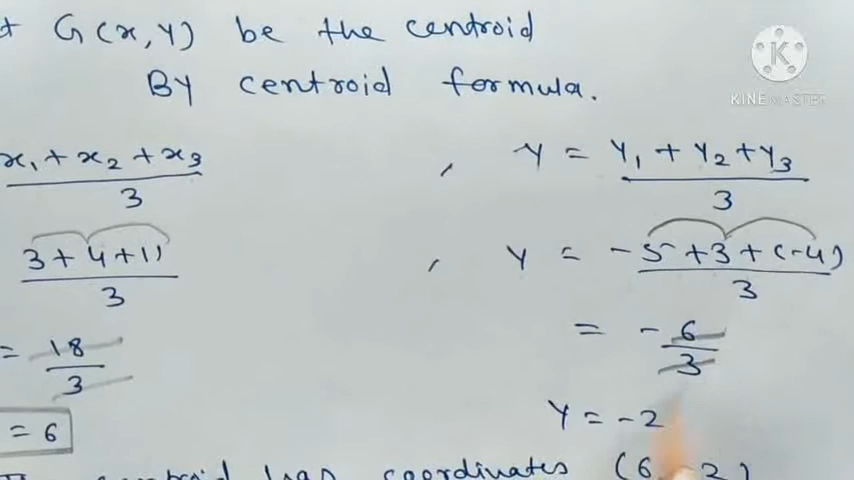 G(x, y) be the centroid
KINEMASTER
By centroid formula.
x₁ + x₂ + x₃ / 3 , y = y₁ + y₂ + y₃ / 3
3 + 4 + 11 / 3 , y = -5 + 3 + (-4) / 3
= 18 / 3 = -6 / 3
= 6 y = -2
coordinates (6, -2)